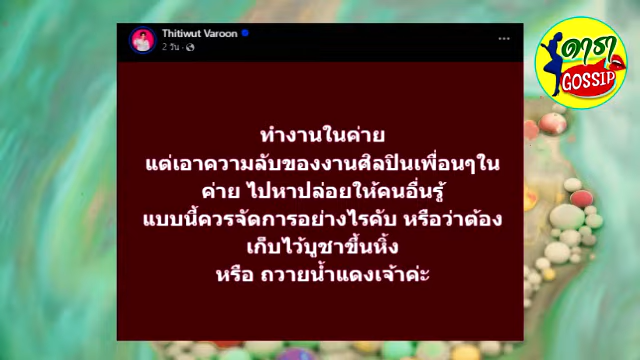 Thitiwut Varoon
2 วัน
ดารา
GOSSIP
ทำงานในค่าย
แต่เอาความลับของงานศิลปินเพื่อนๆใน
ค่าย ไปหาปล่อยให้คนอื่นรู้
แบบนี้ควรจัดการอย่างไรคับ หรือว่าต้อง
เก็บไว้บูชาขึ้นหิ้ง
หรือ ถวายน้ำแดงเจ้าค่ะ